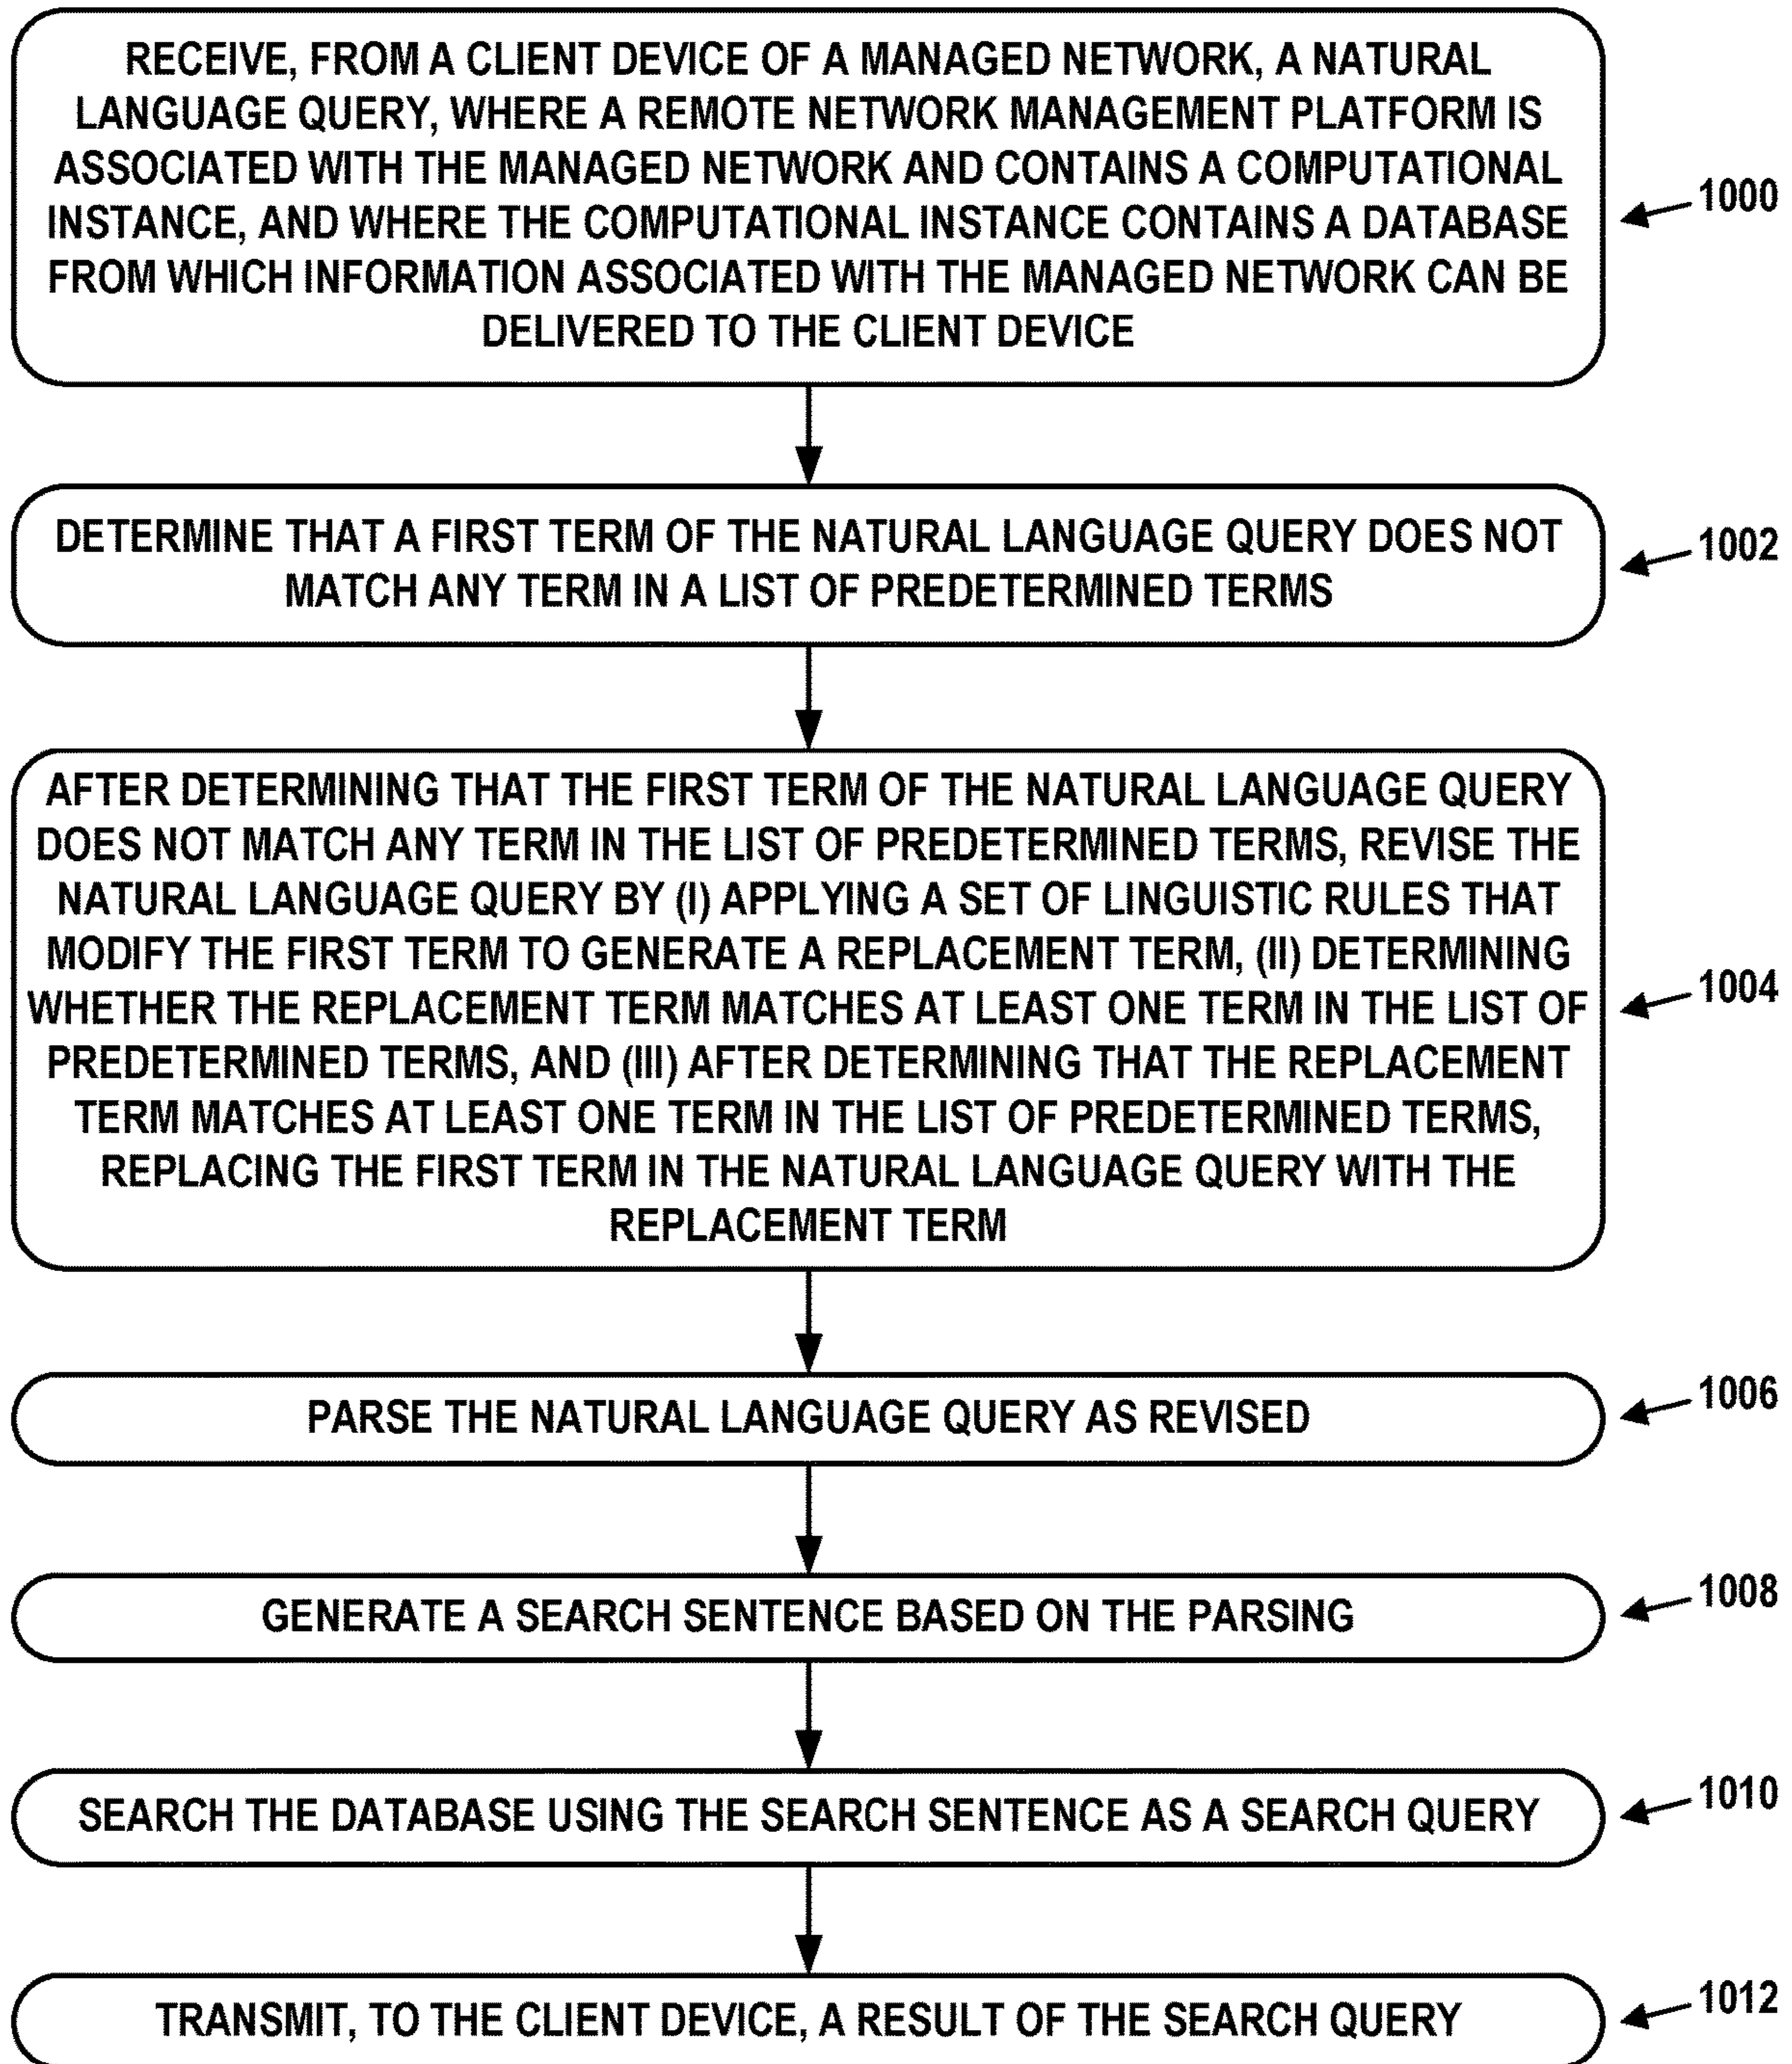 RECEIVE, FROM A CLIENT DEVICE OF A MANAGED NETWORK, A NATURAL
LANGUAGE QUERY, WHERE A REMOTE NETWORK MANAGEMENT PLATFORM IS
ASSOCIATED WITH THE MANAGED NETWORK AND CONTAINS A COMPUTATIONAL
INSTANCE, AND WHERE THE COMPUTATIONAL INSTANCE CONTAINS A DATABASE
FROM WHICH INFORMATION ASSOCIATED WITH THE MANAGED NETWORK CAN BE
DELIVERED TO THE CLIENT DEVICE
1000
DETERMINE THAT A FIRST TERM OF THE NATURAL LANGUAGE QUERY DOES NOT
MATCH ANY TERM IN A LIST OF PREDETERMINED TERMS
1002
AFTER DETERMINING THAT THE FIRST TERM OF THE NATURAL LANGUAGE QUERY
DOES NOT MATCH ANY TERM IN THE LIST OF PREDETERMINED TERMS, REVISE THE
NATURAL LANGUAGE QUERY BY (I) APPLYING A SET OF LINGUISTIC RULES THAT
MODIFY THE FIRST TERM TO GENERATE A REPLACEMENT TERM, (II) DETERMINING
WHETHER THE REPLACEMENT TERM MATCHES AT LEAST ONE TERM IN THE LIST OF
PREDETERMINED TERMS, AND (III) AFTER DETERMINING THAT THE REPLACEMENT
TERM MATCHES AT LEAST ONE TERM IN THE LIST OF PREDETERMINED TERMS,
REPLACING THE FIRST TERM IN THE NATURAL LANGUAGE QUERY WITH THE
REPLACEMENT TERM
1004
PARSE THE NATURAL LANGUAGE QUERY AS REVISED
1006
GENERATE A SEARCH SENTENCE BASED ON THE PARSING
1008
SEARCH THE DATABASE USING THE SEARCH SENTENCE AS A SEARCH QUERY
1010
TRANSMIT, TO THE CLIENT DEVICE, A RESULT OF THE SEARCH QUERY
1012